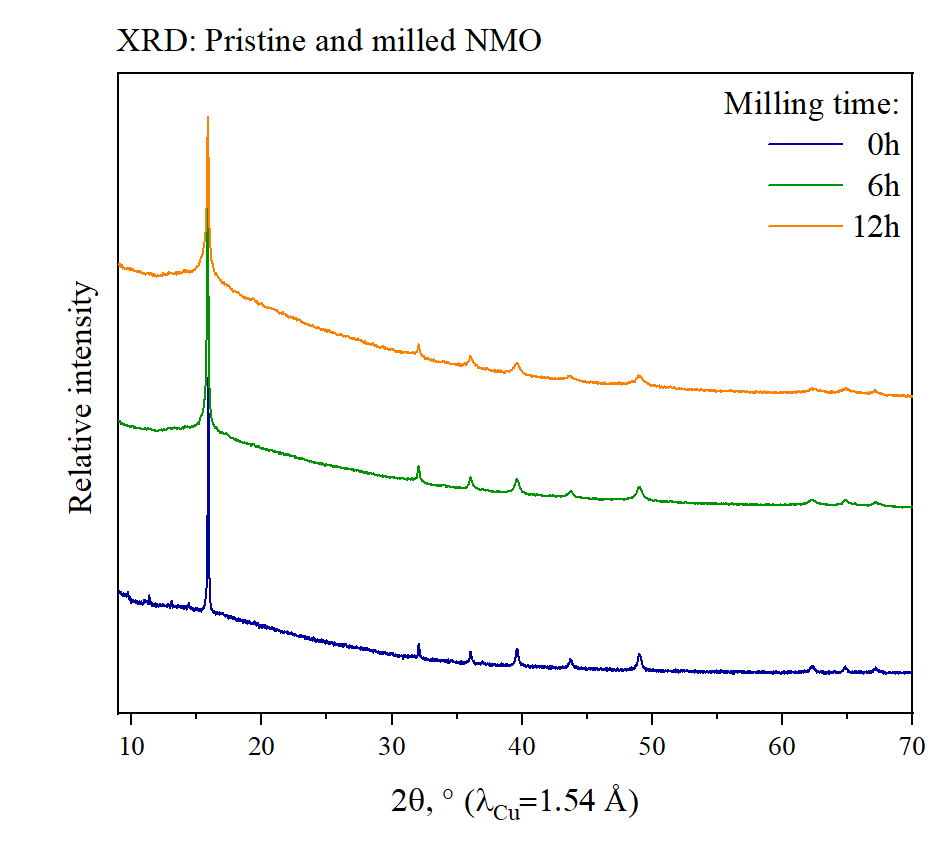 XRD: Pristine and milled NMO
Milling time:
0h
6h
12h
Relative intensity
10 20 30 40 50 60 70
2θ, ° (λCu=1.54 Å)